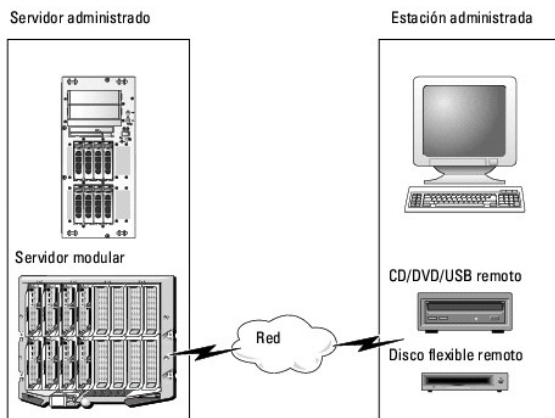 Servidor administrado
Estación administrada
Servidor modular
CD/DVD/USB remoto
Red
Disco flexible remoto